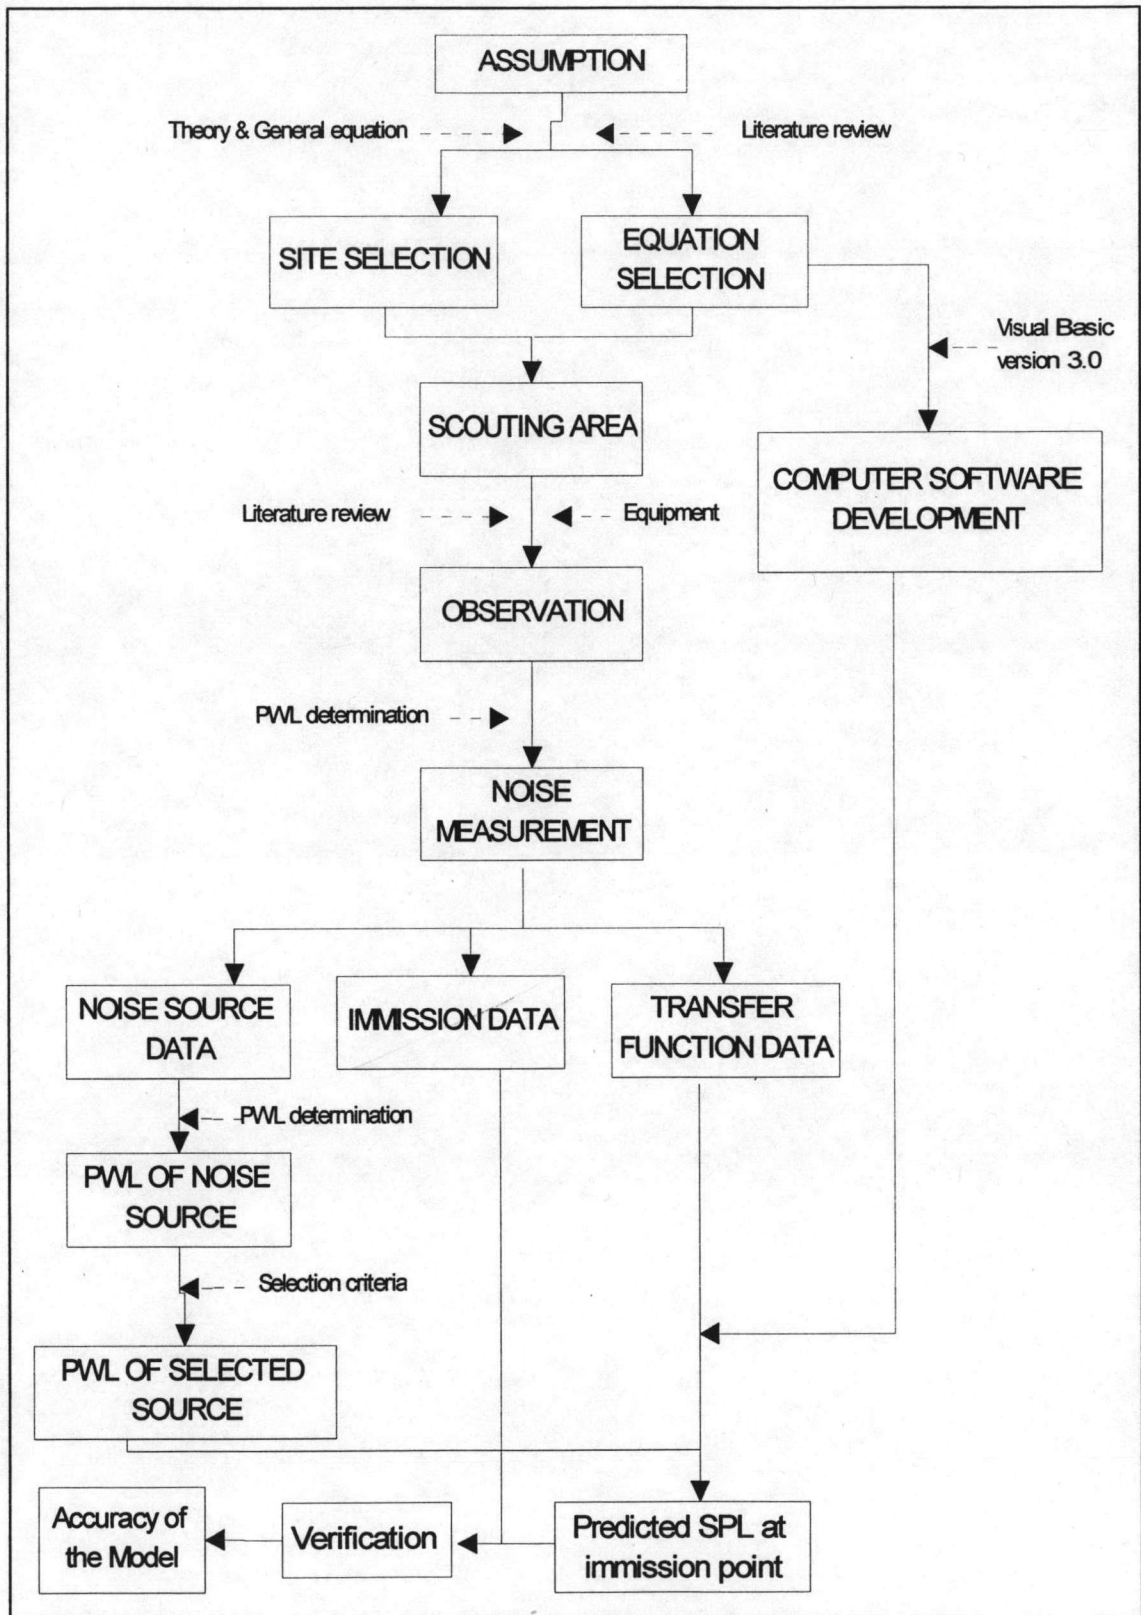 ASSUMPTION
Theory & General equation
Literature review
SITE SELECTION
EQUATION
SELECTION
Visual Basic
version 3.0
SCOUTING AREA
COMPUTER SOFTWARE
DEVELOPMENT
Literature review
Equipment
OBSERVATION
PWL determination
NOISE
MEASUREMENT
NOISE SOURCE
DATA
IMMISSION DATA
TRANSFER
FUNCTION DATA
PWL determination
PWL OF NOISE
SOURCE
Selection criteria
PWL OF SELECTED
SOURCE
Accuracy of
the Model
Verification
Predicted SPL at
immission point